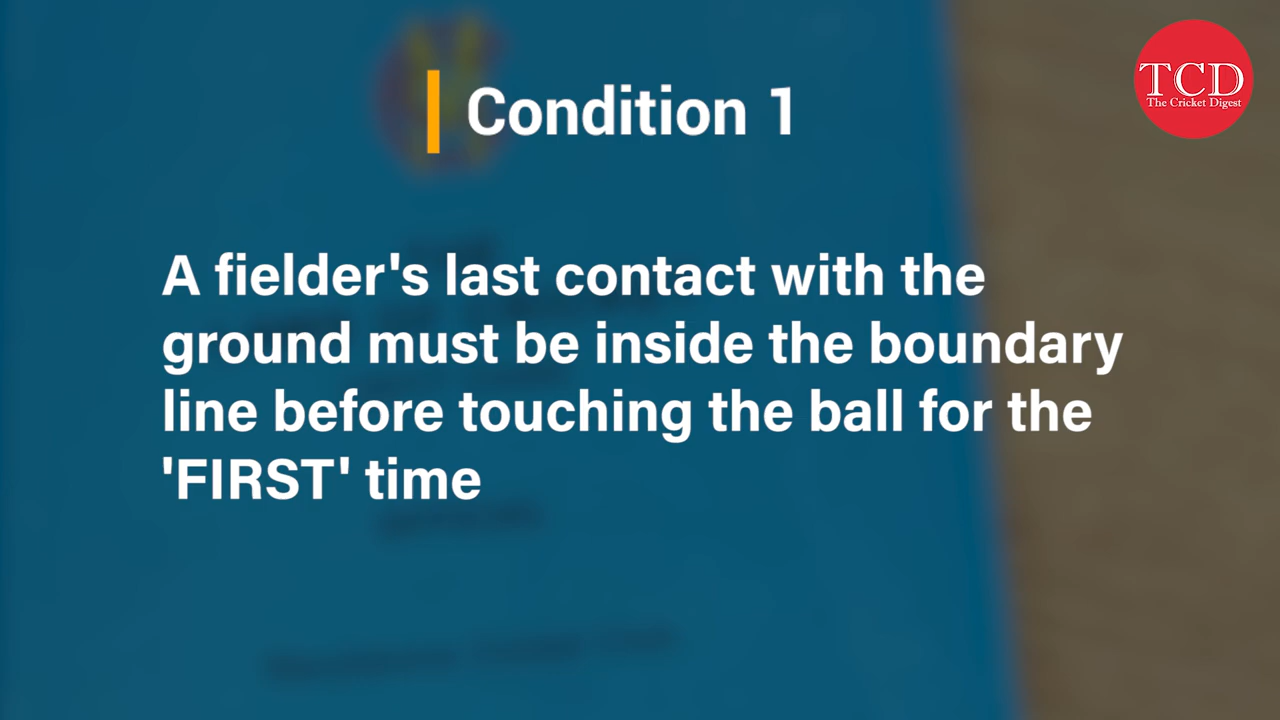 TCD
The Cricket Digest
Condition 1
A fielder's last contact with the
ground must be inside the boundary
line before touching the ball for the
'FIRST' time